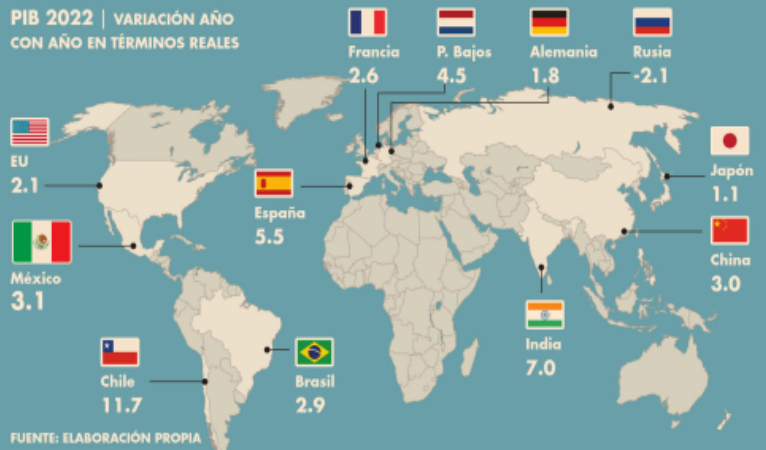 PIB 2022 | VARIACIÓN AÑO
CON AÑO EN TÉRMINOS REALES
Francia
2.6
P. Bajos
4.5
Alemania
1.8
Rusia
-2.1
EU
2.1
España
5.5
Japón
1.1
México
3.1
China
3.0
India
7.0
Chile
11.7
Brasil
2.9
FUENTE: ELABORACIÓN PROPIA